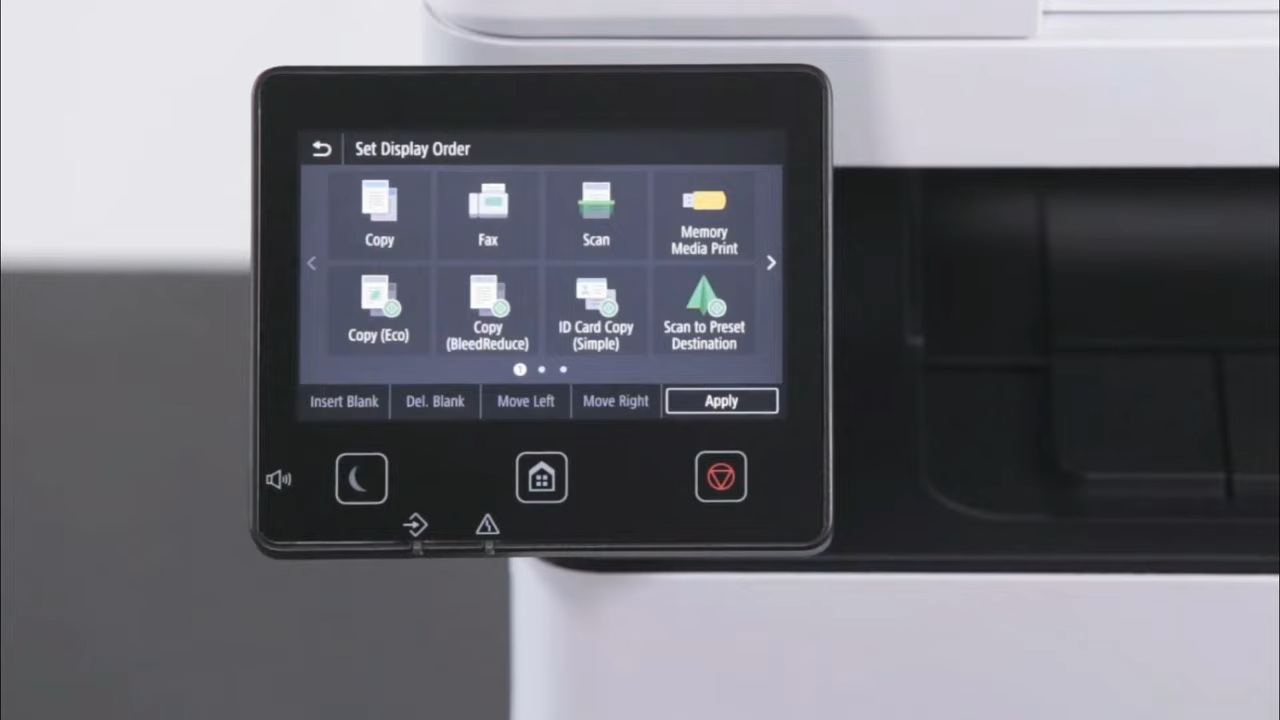 Set Display Order
Copy
Fax
Scan
Memory
Media Print
Copy (Eco)
Copy
(BleedReduce)
ID Card Copy
(Simple)
Scan to Preset
Destination
1
Insert Blank
Del. Blank
Move Left
Move Right
Apply